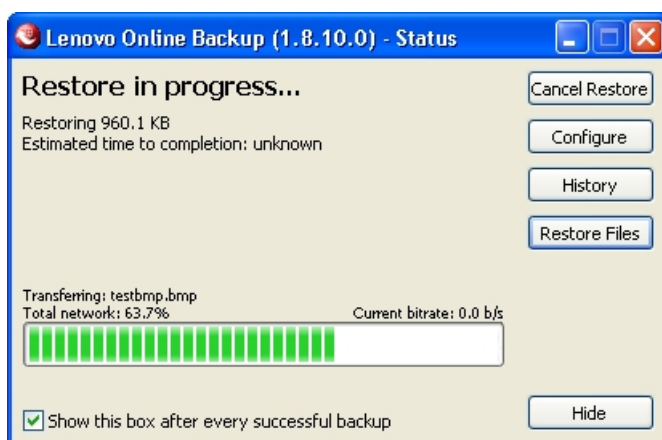 Lenovo Online Backup (1.8.10.0) - Status
Restore in progress...
Cancel Restore
Restoring 960.1 KB
Estimated time to completion: unknown
Configure
History
Restore Files
Transferring: testbmp.bmp
Total network: 63.7%
Current bitrate: 0.0 b/s
Show this box after every successful backup
Hide